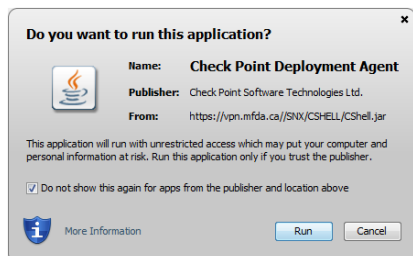 Do you want to run this application?
Name: Check Point Deployment Agent
Publisher: Check Point Software Technologies Ltd.
From: https://vpn.mfda.ca//SNX/CSHELL/CShell.jar
This application will run with unrestricted access which may put your computer and
personal information at risk. Run this application only if you trust the publisher.
Do not show this again for apps from the publisher and location above
More Information
Run
Cancel